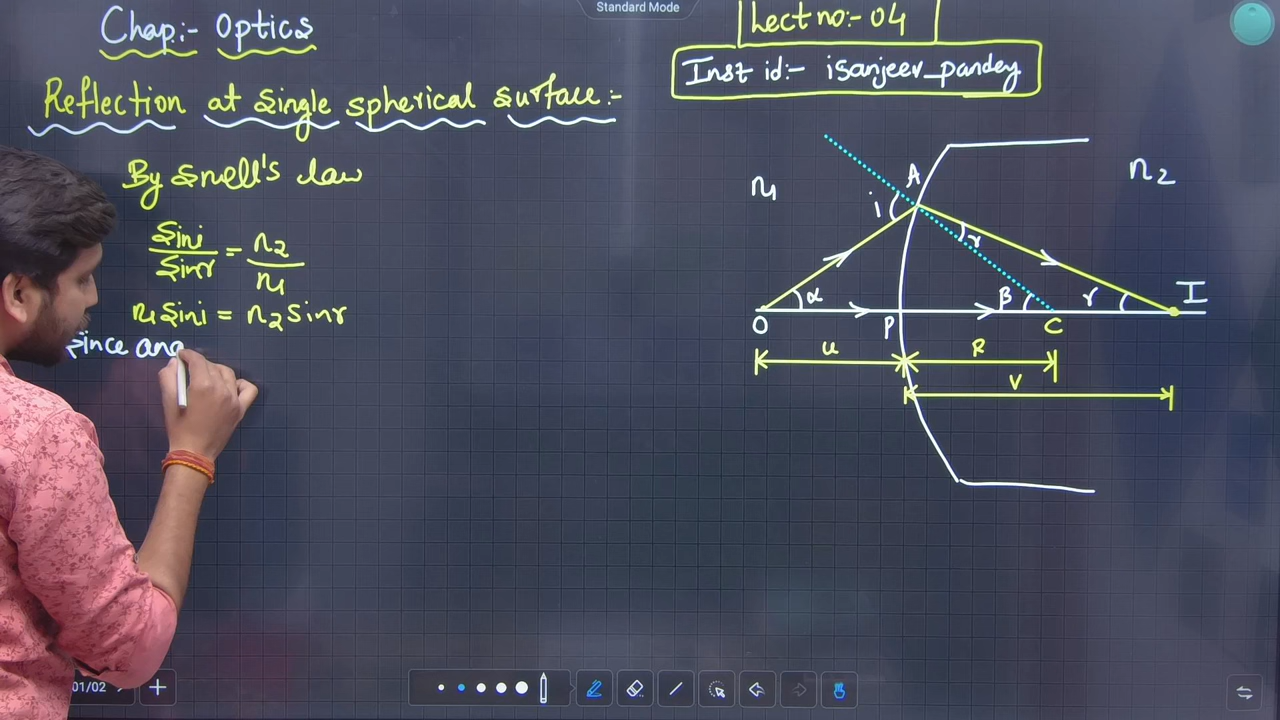 Standard Mode
Chap:- Optics
Lect no:- 04
Inst id:- isanjeev_pandey
Reflection at Single Spherical Surface:-
By Snell's law
Sini/Sinr = n2/n1
n1 Sini = n2 Sinr
Since ang
n1
n2
A
i
r
α
β
γ
I
O
P
C
u
R
v
01/02